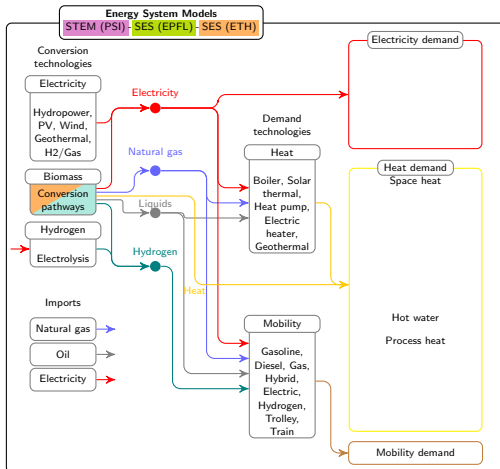 Energy System Models
STEM (PSI) SES (EPFL) SES (ETH)
Conversion
technologies
Electricity
Hydropower,
PV, Wind,
Geothermal,
H2/Gas
Biomass
Conversion
pathways
Hydrogen
Electrolysis
Imports
Natural gas
Oil
Electricity
Electricity
Natural gas
Liquids
Hydrogen
Heat
Demand
technologies
Heat
Boiler, Solar
thermal,
Heat pump,
Electric
heater,
Geothermal
Mobility
Gasoline,
Diesel, Gas,
Hybrid,
Electric,
Hydrogen,
Trolley,
Train
Electricity demand
Heat demand
Space heat
Hot water
Process heat
Mobility demand